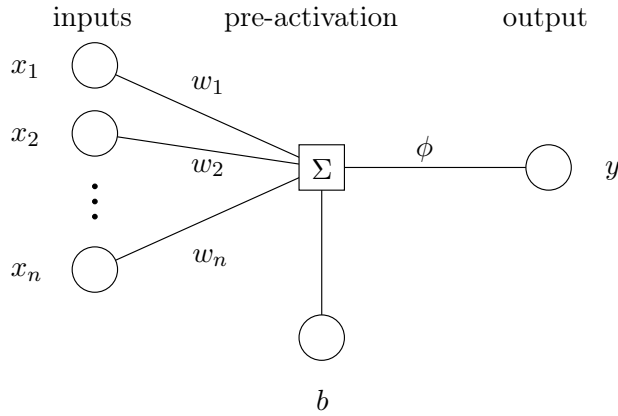 inputs pre-activation output
x₁
w₁
x₂
w₂
Σ
ϕ
y
⋮
xₙ
wₙ
b